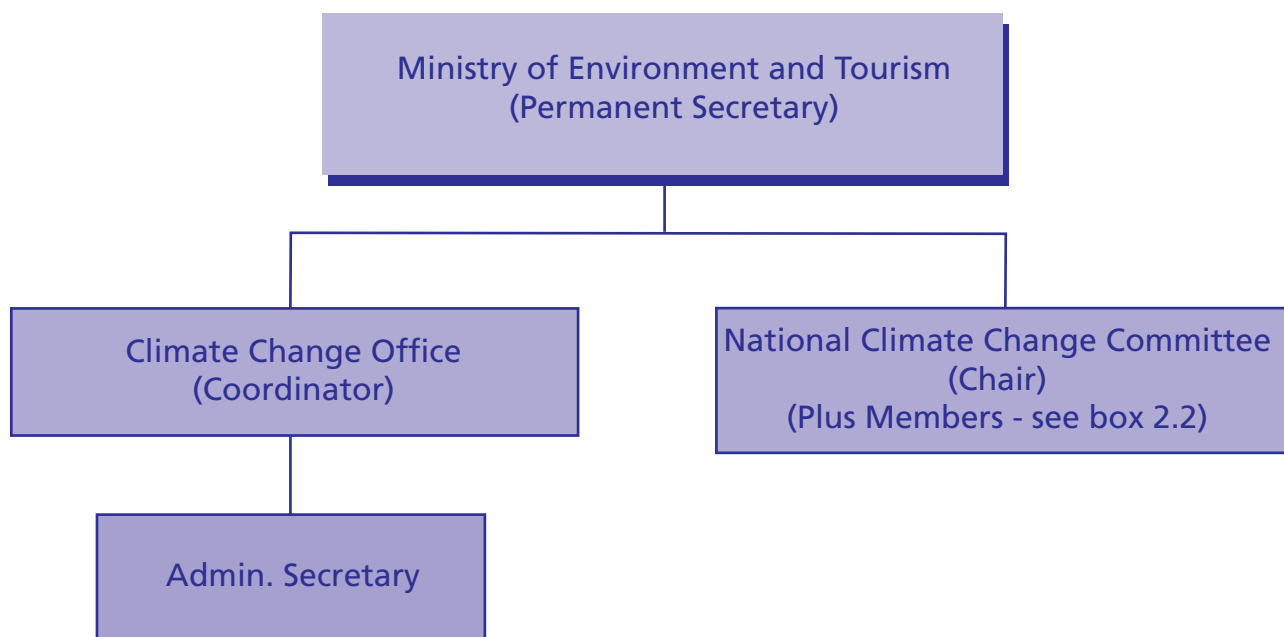 Ministry of Environment and Tourism
(Permanent Secretary)
Climate Change Office
(Coordinator)
National Climate Change Committee
(Chair)
(Plus Members - see box 2.2)
Admin. Secretary